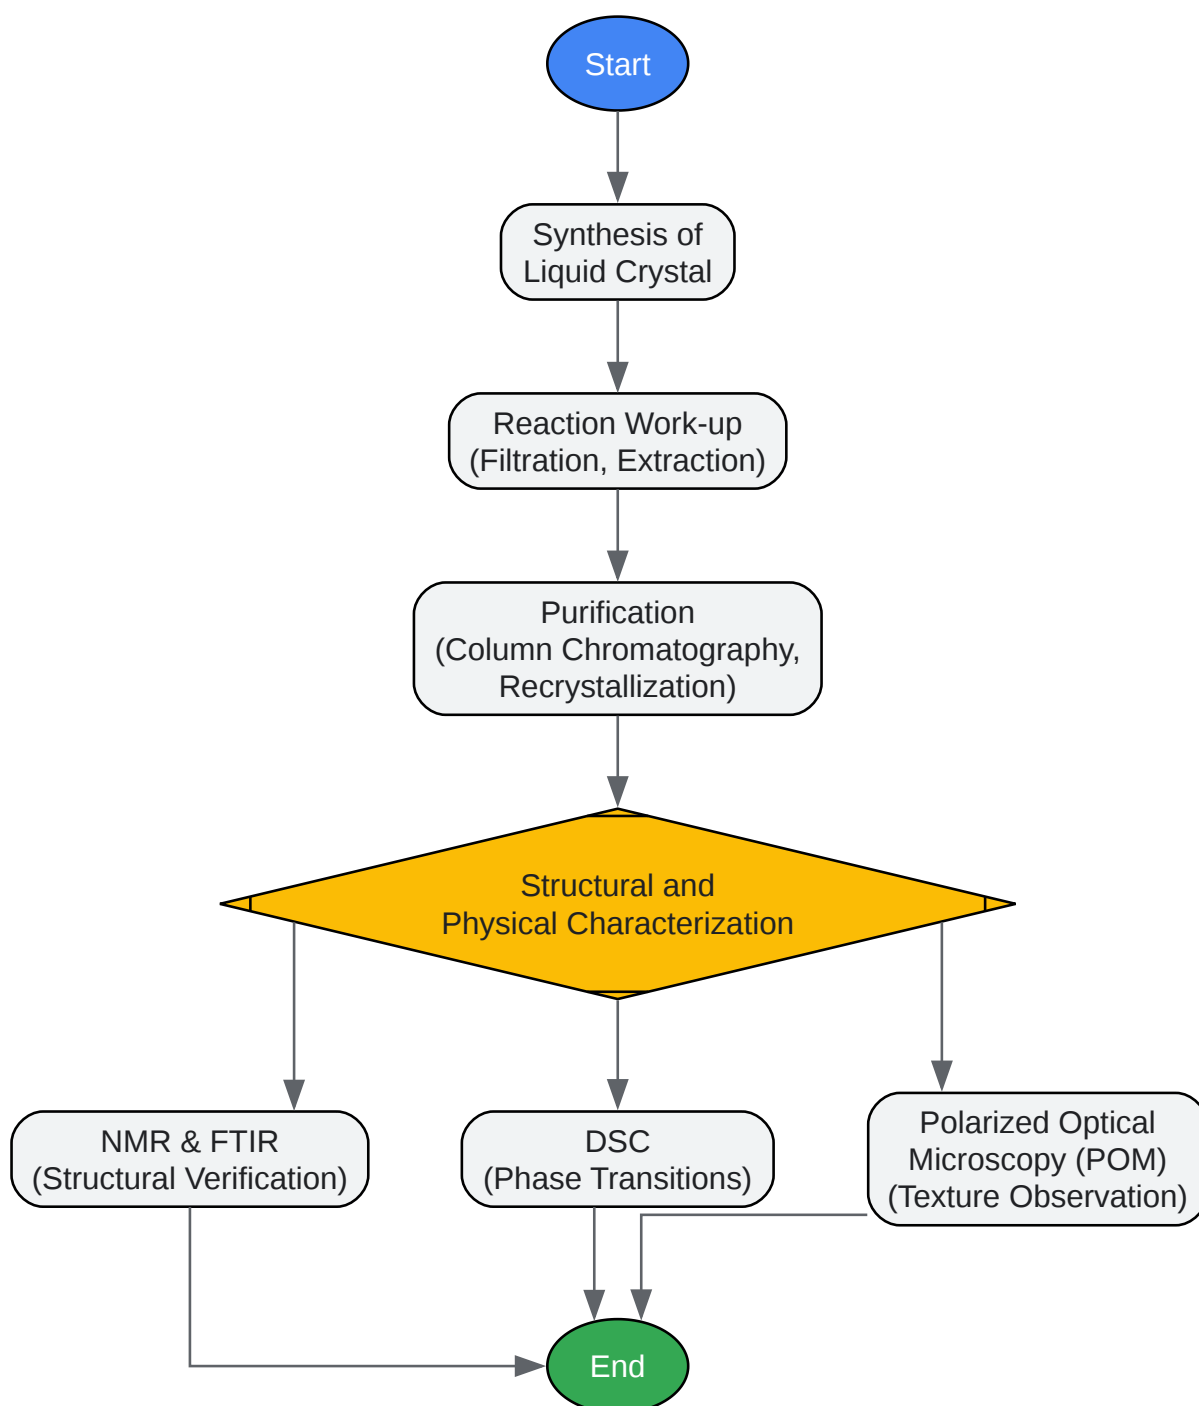 Start
Synthesis of
Liquid Crystal
Reaction Work-up
(Filtration, Extraction)
Purification
(Column Chromatography,
Recrystallization)
Structural and
Physical Characterization
NMR & FTIR
(Structural Verification)
DSC
(Phase Transitions)
Polarized Optical
Microscopy (POM)
(Texture Observation)
End